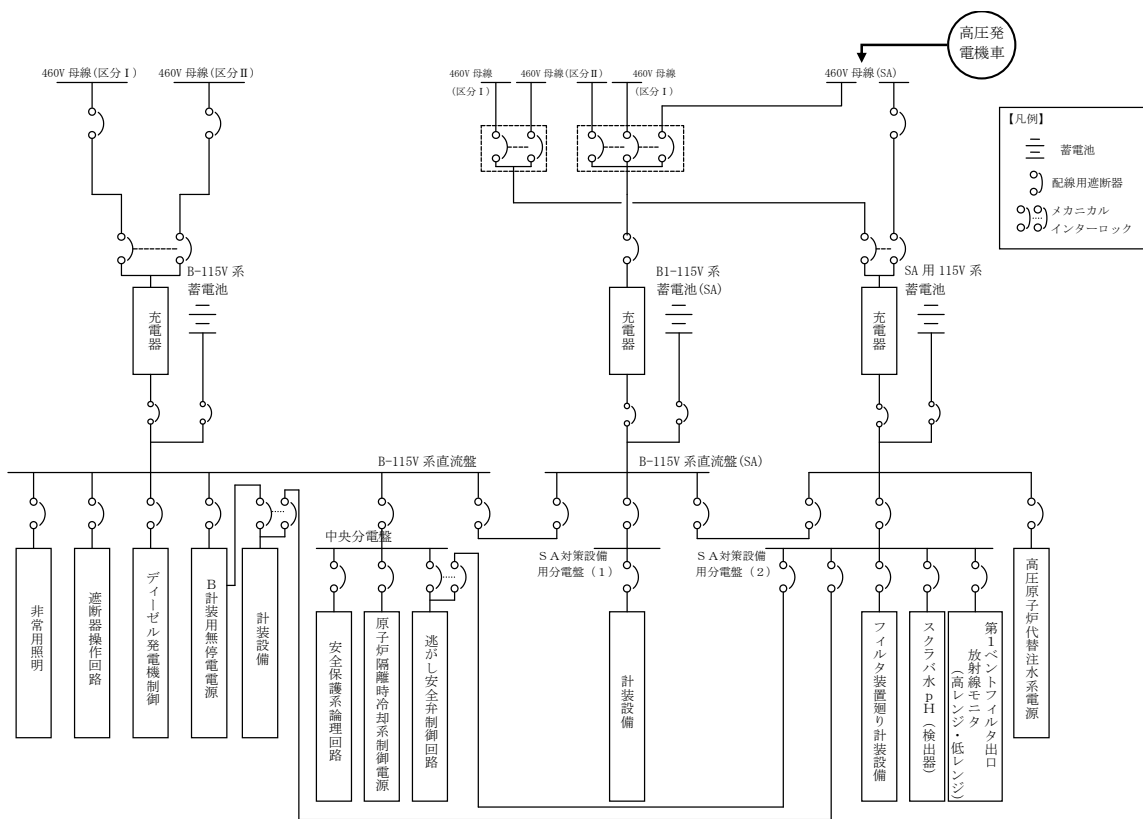 高圧発
電機車
460V 母線(区分Ⅰ)
460V 母線(区分Ⅱ)
460V 母線
(区分Ⅰ)
460V 母線(区分Ⅱ)
460V 母線
(区分Ⅰ)
460V 母線(SA)
【凡例】
蓄電池
配線用遮断器
メカニカル
インターロック
B-115V 系
蓄電池
B1-115V 系
蓄電池(SA)
SA 用 115V 系
蓄電池
充電器
充電器
充電器
B-115V 系直流盤
B-115V 系直流盤(SA)
中央分電盤
ＳＡ対策設備
用分電盤（１）
ＳＡ対策設備
用分電盤（２）
非常用照明
遮断器操作回路
ディーゼル発電機制御
Ｂ計装用無停電電源
計装設備
安全保護系論理回路
原子炉隔離時冷却系制御電源
逃がし安全弁制御回路
計装設備
フィルタ装置廻り計装設備
スクラバ水ｐＨ（検出器）
第１ベントフィルタ出口
放射線モニタ
（高レンジ・低レンジ）
高圧原子炉代替注水系電源